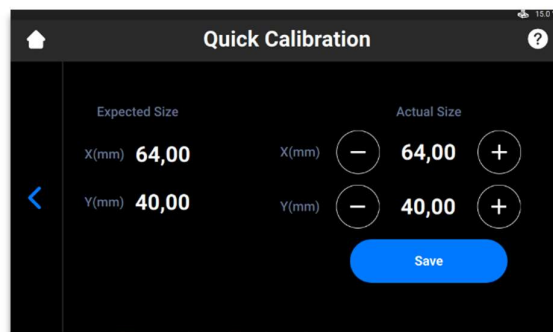 15.0
Quick Calibration
?
Expected Size
Actual Size
X(mm) 64,00
X(mm) − 64,00 +
Y(mm) 40,00
Y(mm) − 40,00 +
Save